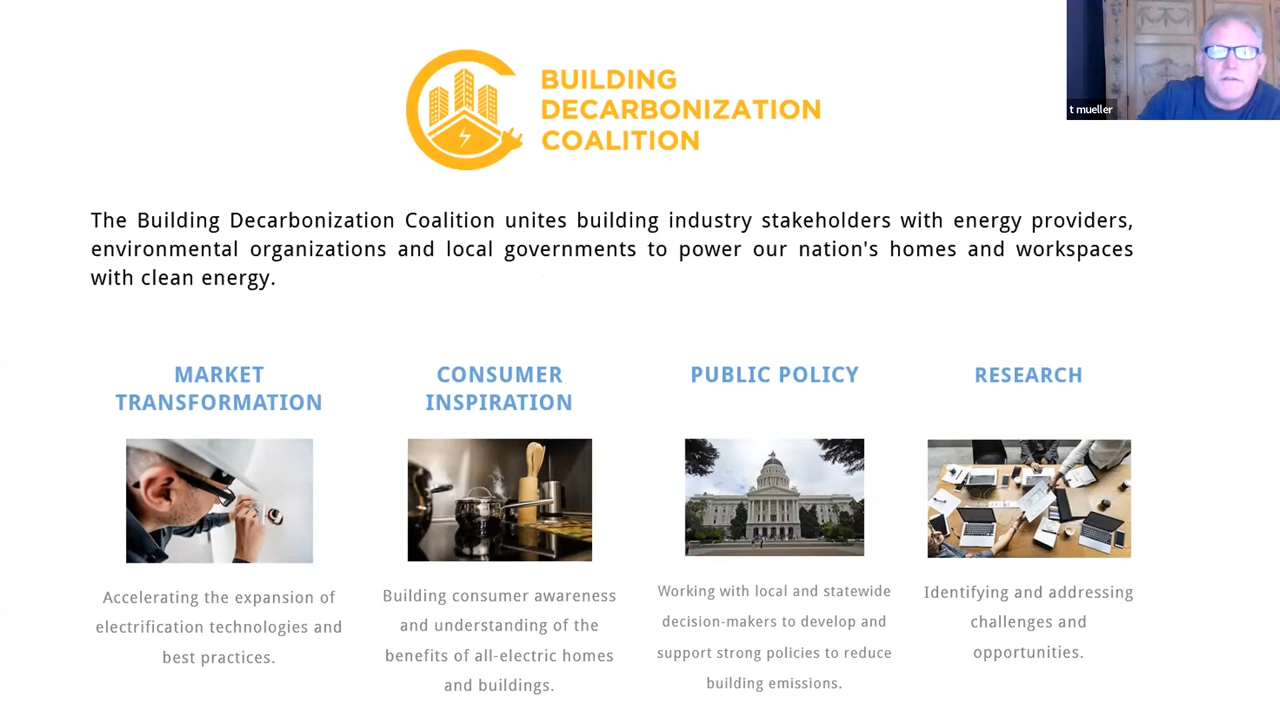 BUILDING
DECARBONIZATION
COALITION
t mueller
The Building Decarbonization Coalition unites building industry stakeholders with energy providers,
environmental organizations and local governments to power our nation's homes and workspaces
with clean energy.
MARKET
TRANSFORMATION
Accelerating the expansion of
electrification technologies and
best practices.
CONSUMER
INSPIRATION
Building consumer awareness
and understanding of the
benefits of all-electric homes
and buildings.
PUBLIC POLICY
Working with local and statewide
decision-makers to develop and
support strong policies to reduce
building emissions.
RESEARCH
Identifying and addressing
challenges and
opportunities.